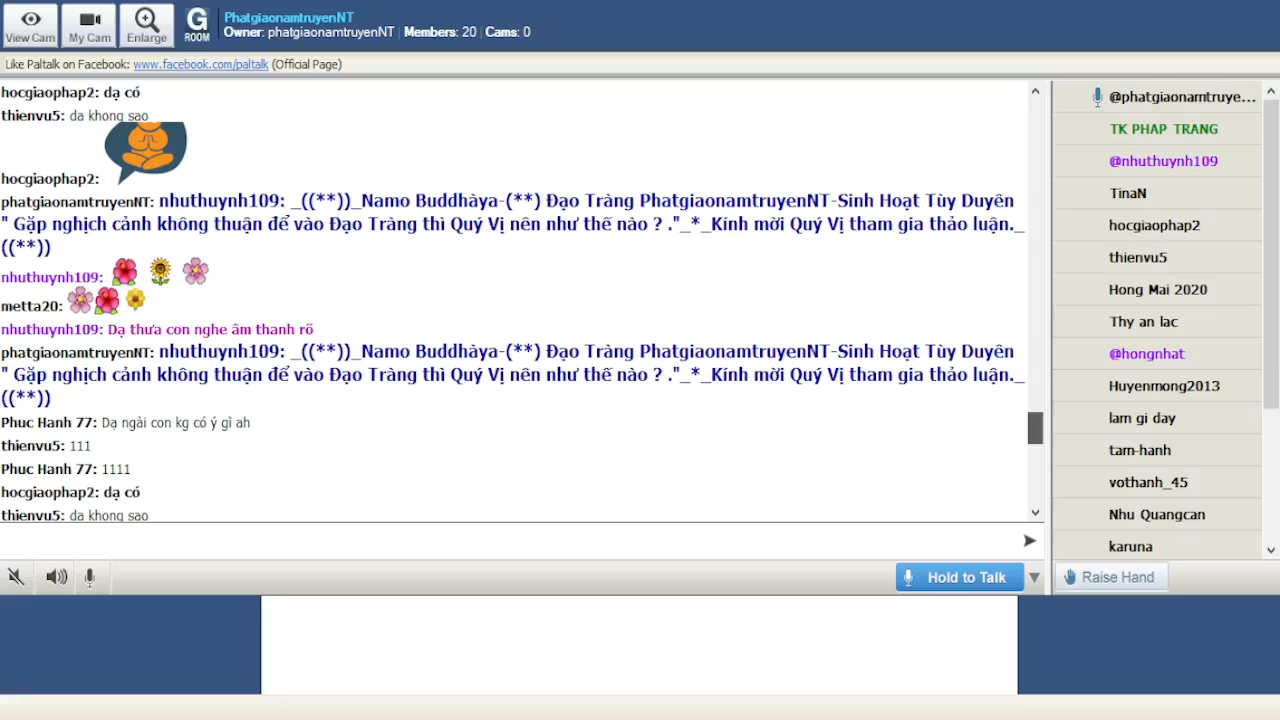 View Cam
My Cam
Enlarge
G
ROOM
PhatgiaonamtruyenNT
Owner: phatgiaonamtruyenNT | Members: 20 | Cams: 0
Like Paltalk on Facebook: www.facebook.com/paltalk (Official Page)
hocgiaophap2: dạ có
thienvu5: da khong sao
hocgiaophap2:
phatgiaonamtruyenNT: nhuthuynh109: _((**))_Namo Buddhàya-(**) Đạo Tràng PhatgiaonamtruyenNT-Sinh Hoạt Tùy Duyên
" Gặp nghịch cảnh không thuận để vào Đạo Tràng thì Quý Vị nên như thế nào ? ."_*_Kính mời Quý Vị tham gia thảo luận._
((**))
nhuthuynh109:
metta20:
nhuthuynh109: Dạ thưa con nghe âm thanh rõ
phatgiaonamtruyenNT: nhuthuynh109: _((**))_Namo Buddhàya-(**) Đạo Tràng PhatgiaonamtruyenNT-Sinh Hoạt Tùy Duyên
" Gặp nghịch cảnh không thuận để vào Đạo Tràng thì Quý Vị nên như thế nào ? ."_*_Kính mời Quý Vị tham gia thảo luận._
((**))
Phuc Hanh 77: Dạ ngài con kg có ý gì ah
thienvu5: 111
Phuc Hanh 77: 1111
hocgiaophap2: dạ có
thienvu5: da khong sao
Hold to Talk
@phatgiaonamtruye...
TK PHAP TRANG
@nhuthuynh109
TinaN
hocgiaophap2
thienvu5
Hong Mai 2020
Thy an lac
@hongnhat
Huyenmong2013
lam gi day
tam-hanh
vothanh_45
Nhu Quangcan
karuna
Raise Hand